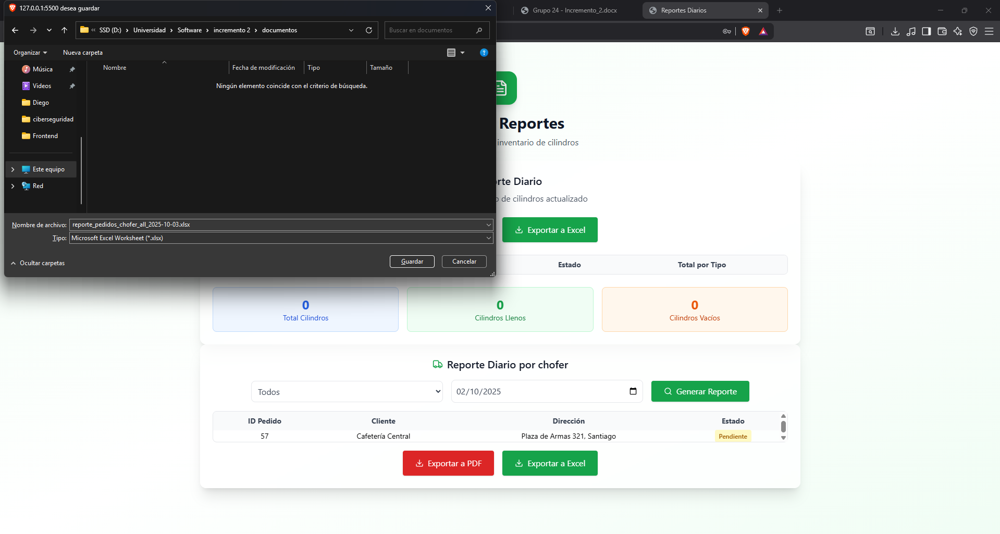 127.0.0.1:5500 desea guardar
Grupo 24 - Incremento_2.docx
Reportes Diarios
« SSD (D:) › Universidad › Software › incremento 2 › documentos
Buscar en documentos
Organizar
Nueva carpeta
Música
Videos
Diego
ciberseguridad
Frontend
Este equipo
Red
Nombre
Fecha de modificación
Tipo
Tamaño
Ningún elemento coincide con el criterio de búsqueda.
Nombre de archivo: reporte_pedidos_chofer_all_2025-10-03.xlsx
Tipo: Microsoft Excel Worksheet (*.xlsx)
Ocultar carpetas
Guardar
Cancelar
Reportes
inventario de cilindros
Diario
de cilindros actualizado
Exportar a Excel
Estado
Total por Tipo
0
Total Cilindros
0
Cilindros Llenos
0
Cilindros Vacíos
Reporte Diario por chofer
Todos
02/10/2025
Generar Reporte
ID Pedido
Cliente
Dirección
Estado
57
Cafetería Central
Plaza de Armas 321, Santiago
Pendiente
Exportar a PDF
Exportar a Excel